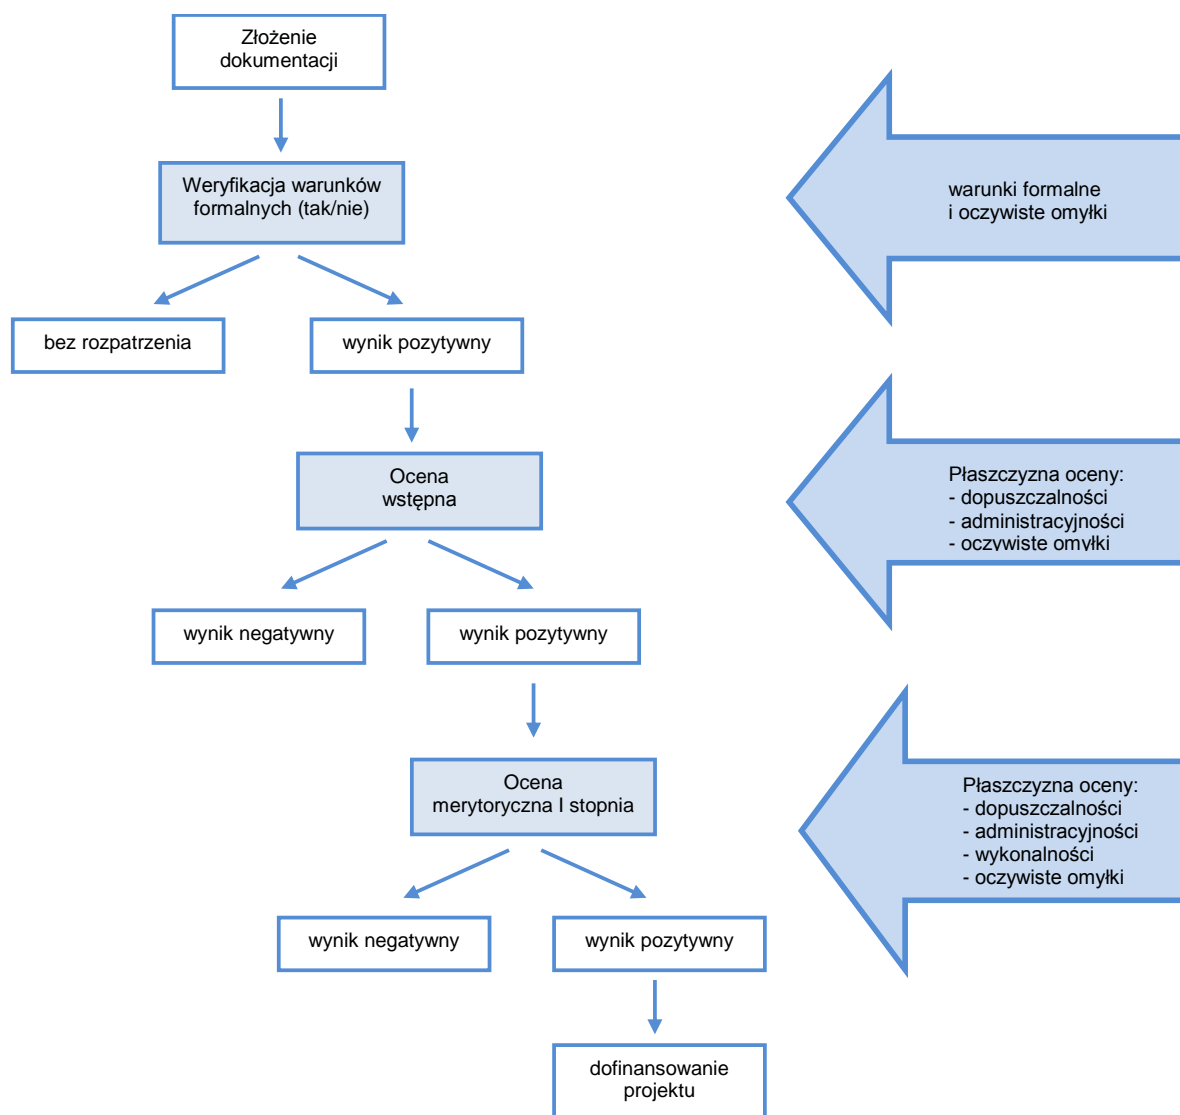 Złożenie
dokumentacji
Weryfikacja warunków
formalnych (tak/nie)
warunki formalne
i oczywiste omyłki
bez rozpatrzenia
wynik pozytywny
Ocena
wstępna
Płaszczyzna oceny:
- dopuszczalności
- administracyjności
- oczywiste omyłki
wynik negatywny
wynik pozytywny
Ocena
merytoryczna I stopnia
Płaszczyzna oceny:
- dopuszczalności
- administracyjności
- wykonalności
- oczywiste omyłki
wynik negatywny
wynik pozytywny
dofinansowanie
projektu